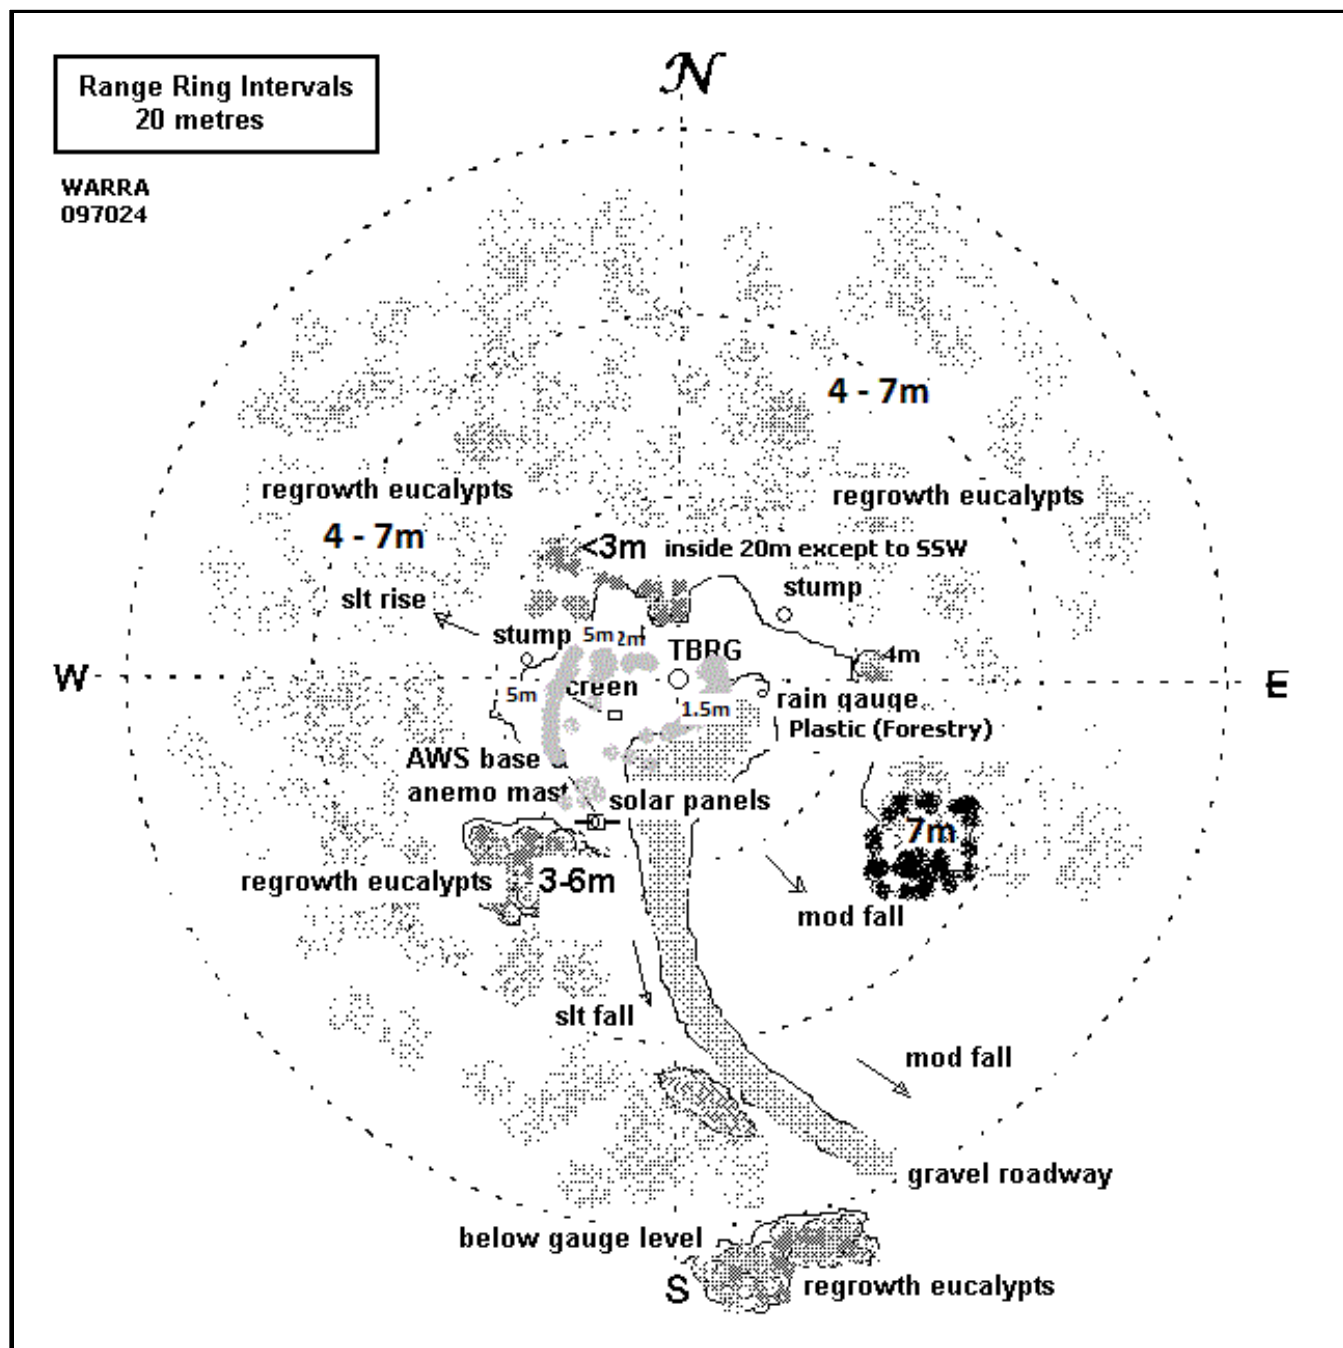 N
Range Ring Intervals
20 metres
WARRA
097024
4 - 7m
regrowth eucalypts
regrowth eucalypts
4 - 7m
<3m inside 20m except to SSW
slt rise
stump
stump
5m 2m
TBRG
4m
W
E
5m
creen
1.5m
rain gauge
Plastic (Forestry)
AWS base &
anemo mast
solar panels
7m
regrowth eucalypts
3-6m
mod fall
slt fall
mod fall
gravel roadway
below gauge level
S
regrowth eucalypts